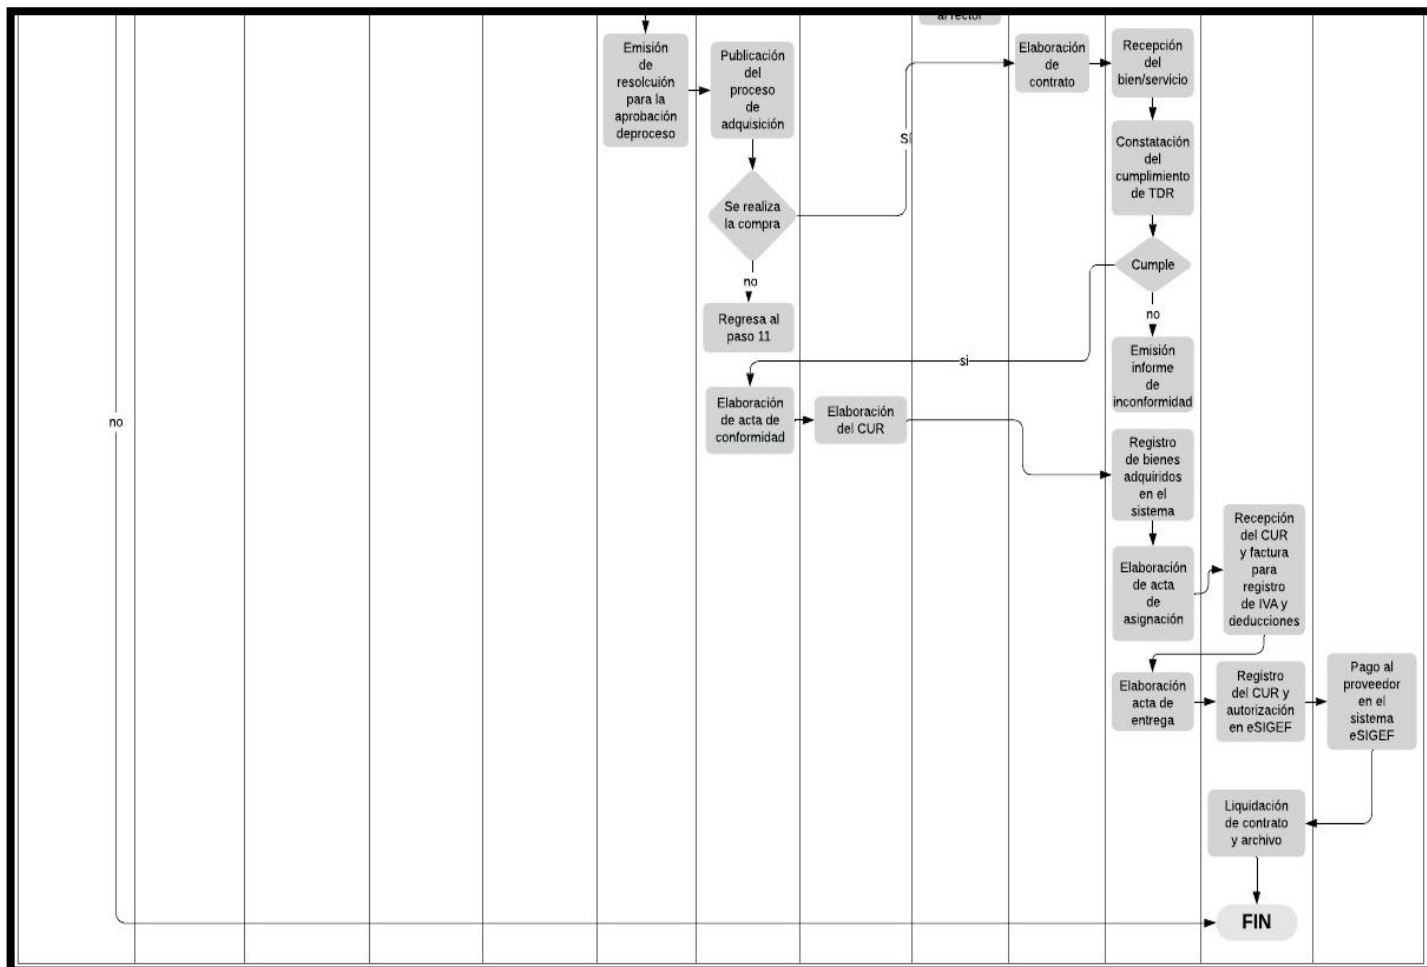 al rector
Emisión
de
resolcuión
para la
aprobación
deproceso
Publicación
del
proceso
de
adquisición
Elaboración
de
contrato
Recepción
del
bien/servicio
SÍ
Constatación
del
cumplimiento
de TDR
Se realiza
la compra
Cumple
no
no
Regresa al
paso 11
Emisión
informe
de
inconformidad
si
no
Elaboración
de acta de
conformidad
Elaboración
del CUR
Registro
de bienes
adquiridos
en el
sistema
Elaboración
de acta
de
asignación
Recepción
del CUR
y factura
para
registro
de IVA y
deducciones
Elaboración
acta de
entrega
Registro
del CUR y
autorización
en eSIGEF
Pago al
proveedor
en el
sistema
eSIGEF
Liquidación
de contrato
y archivo
FIN